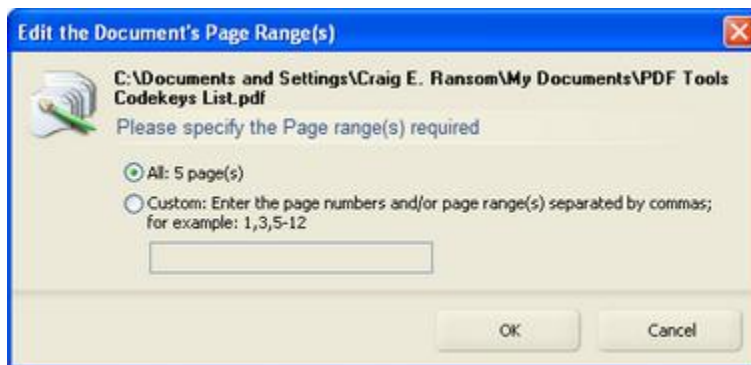 Edit the Document's Page Range(s)
C:\Documents and Settings\Craig E. Ransom\My Documents\PDF Tools
Codekeys List.pdf
Please specify the Page range(s) required
All: 5 page(s)
Custom: Enter the page numbers and/or page range(s) separated by commas;
for example: 1,3,5-12
OK Cancel